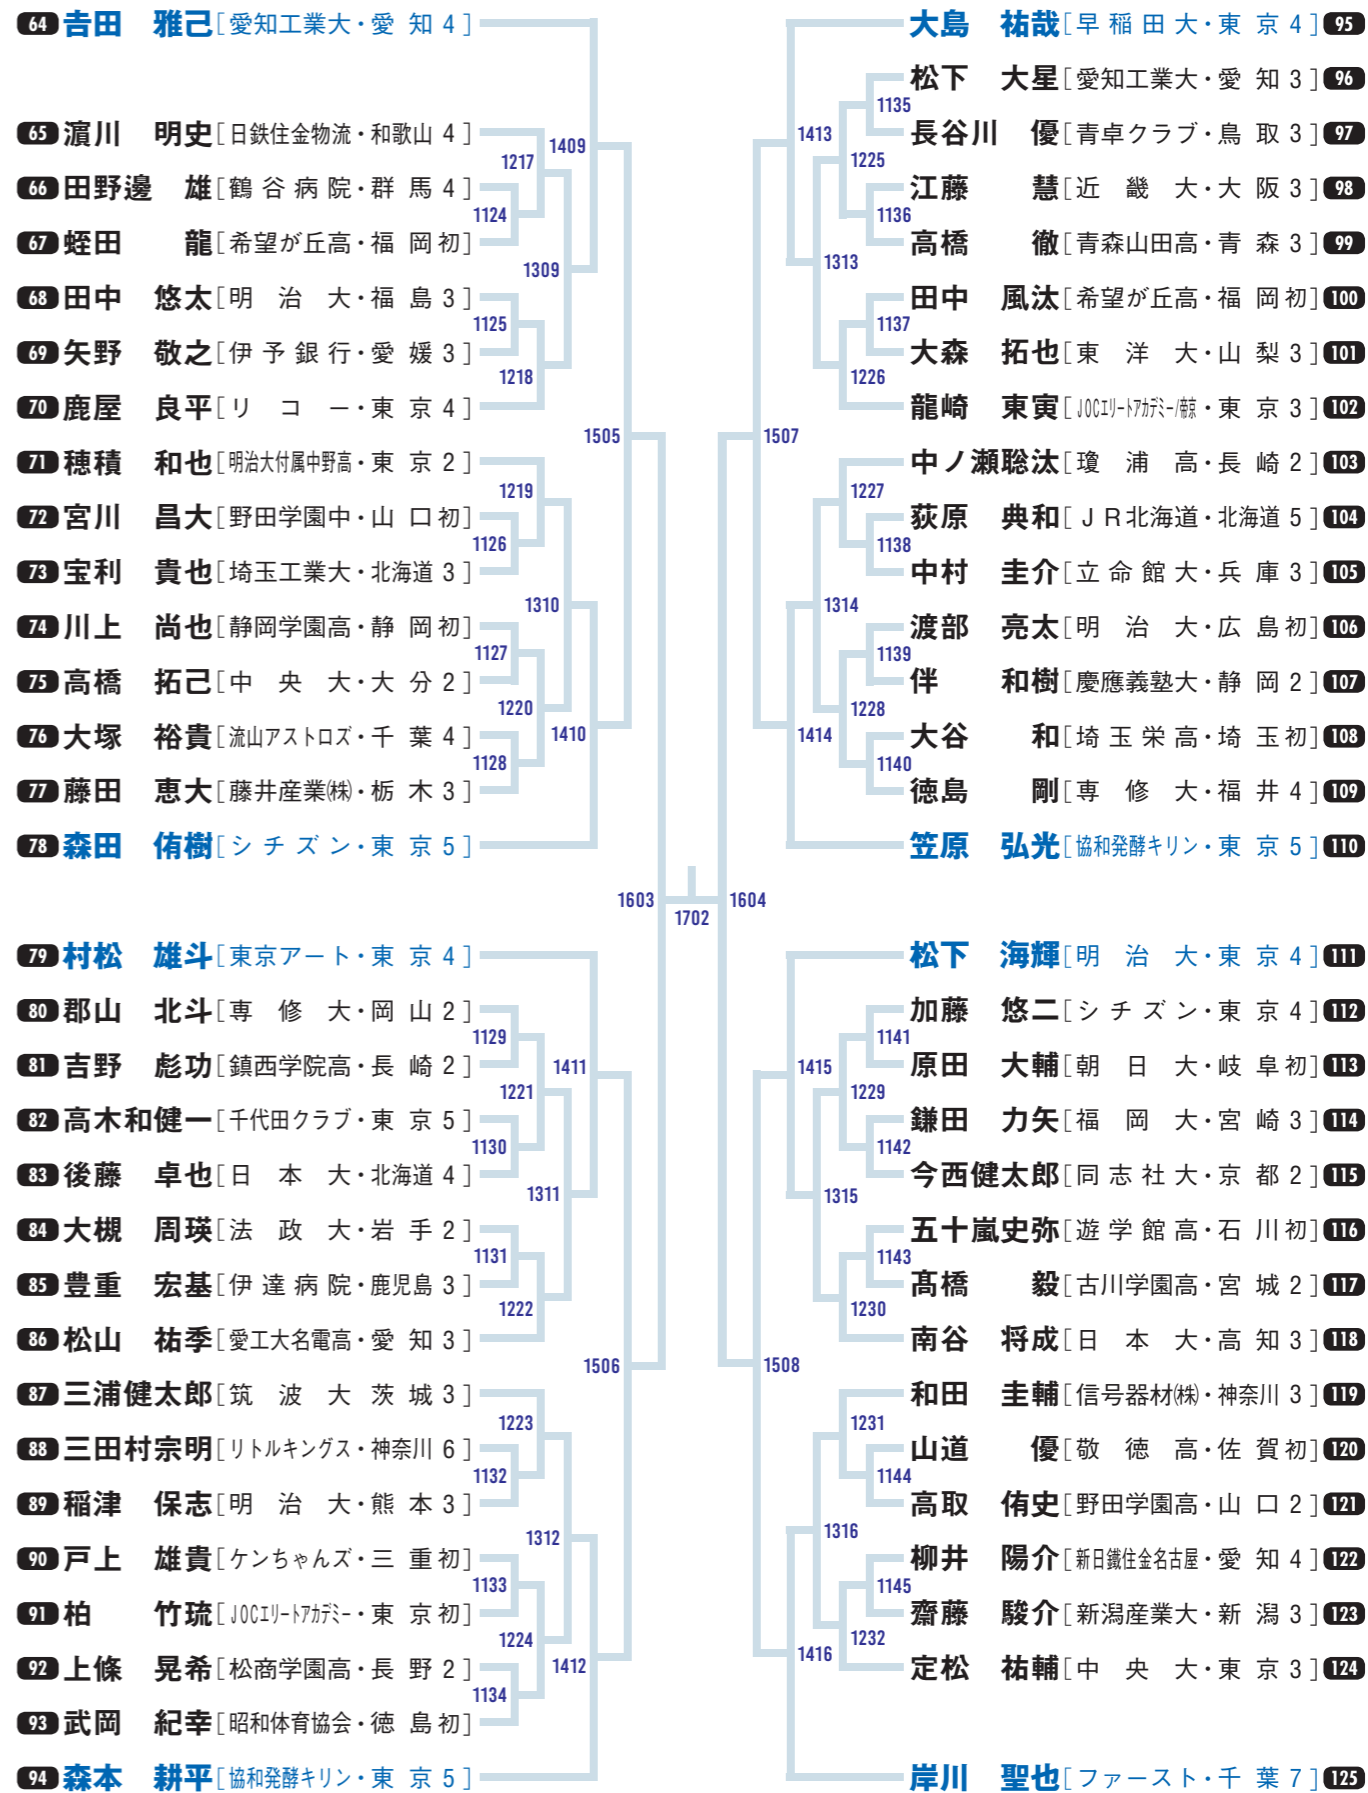 64 吉田 雅己[愛知工業大・愛知 4]
65 濵川 明史[日鉄住金物流・和歌山 4]
66 田野邊 雄[鶴谷病院・群馬 4]
67 蛭田 龍[希望が丘高・福岡初]
68 田中 悠太[明治大・福島 3]
69 矢野 敬之[伊予銀行・愛媛 3]
70 鹿屋 良平[リコー・東京 4]
71 穂積 和也[明治大付属中野高・東京 2]
72 宮川 昌大[野田学園中・山口初]
73 宝利 貴也[埼玉工業大・北海道 3]
74 川上 尚也[静岡学園高・静岡初]
75 高橋 拓己[中央大・大分 2]
76 大塚 裕貴[流山アストロズ・千葉 4]
77 藤田 恵大[藤井産業㈱・栃木 3]
78 森田 侑樹[シチズン・東京 5]
1409
1217
1124
1309
1125
1218
1505
1219
1126
1310
1127
1220
1410
1128
1603
1702
79 村松 雄斗[東京アート・東京 4]
80 郡山 北斗[専修大・岡山 2]
81 吉野 彪功[鎮西学院高・長崎 2]
82 高木和健一[千代田クラブ・東京 5]
83 後藤 卓也[日本大・北海道 4]
84 大槻 周瑛[法政大・岩手 2]
85 豊重 宏基[伊達病院・鹿児島 3]
86 松山 祐季[愛工大名電高・愛知 3]
87 三浦健太郎[筑波大 茨城 3]
88 三田村宗明[リトルキングス・神奈川 6]
89 稲津 保志[明治大・熊本 3]
90 戸上 雄貴[ケンちゃんズ・三重初]
91 柏 竹琉[JOCエリートアカデミー・東京初]
92 上條 晃希[松商学園高・長野 2]
93 武岡 紀幸[昭和体育協会・徳島初]
94 森本 耕平[協和発酵キリン・東京 5]
1129
1411
1221
1130
1311
1131
1222
1506
1223
1132
1312
1133
1224
1412
1134
大島 祐哉[早稲田大・東京 4] 95
松下 大星[愛知工業大・愛知 3] 96
長谷川 優[青卓クラブ・鳥取 3] 97
江藤 慧[近畿大・大阪 3] 98
高橋 徹[青森山田高・青森 3] 99
田中 風汰[希望が丘高・福岡初] 100
大森 拓也[東洋大・山梨 3] 101
龍崎 東寅[JOCエリートアカデミー/帝京・東京 3] 102
中ノ瀬聡汰[瓊浦高・長崎 2] 103
荻原 典和[JR北海道・北海道 5] 104
中村 圭介[立命館大・兵庫 3] 105
渡部 亮太[明治大・広島初] 106
伴 和樹[慶應義塾大・静岡 2] 107
大谷 和[埼玉栄高・埼玉初] 108
徳島 剛[専修大・福井 4] 109
笠原 弘光[協和発酵キリン・東京 5] 110
1135
1413
1225
1136
1313
1137
1226
1507
1227
1138
1314
1139
1228
1414
1140
1604
松下 海輝[明治大・東京 4] 111
加藤 悠二[シチズン・東京 4] 112
原田 大輔[朝日大・岐阜初] 113
鎌田 力矢[福岡大・宮崎 3] 114
今西健太郎[同志社大・京都 2] 115
五十嵐史弥[遊学館高・石川初] 116
髙橋 毅[古川学園高・宮城 2] 117
南谷 将成[日本大・高知 3] 118
和田 圭輔[信号器材㈱・神奈川 3] 119
山道 優[敬徳高・佐賀初] 120
高取 侑史[野田学園高・山口 2] 121
柳井 陽介[新日鐵住金名古屋・愛知 4] 122
齋藤 駿介[新潟産業大・新潟 3] 123
定松 祐輔[中央大・東京 3] 124
岸川 聖也[ファースト・千葉 7] 125
1141
1415
1229
1142
1315
1143
1230
1508
1231
1144
1316
1145
1232
1416